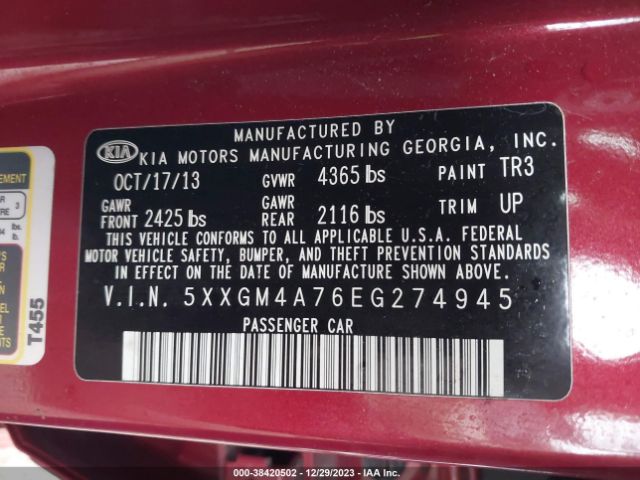 MANUFACTURED BY
KIA KIA MOTORS MANUFACTURING GEORGIA, INC.
OCT/17/13 GVWR 4365 lbs PAINT TR3
GAWR FRONT 2425 lbs GAWR REAR 2116 lbs TRIM UP
THIS VEHICLE CONFORMS TO ALL APPLICABLE U.S.A. FEDERAL
MOTOR VEHICLE SAFETY, BUMPER, AND THEFT PREVENTION STANDARDS
IN EFFECT ON THE DATE OF MANUFACTURE SHOWN ABOVE.
V.I.N. 5XXGM4A76EG274945
PASSENGER CAR
T455
000-38420502 - 12/29/2023 - IAA Inc.